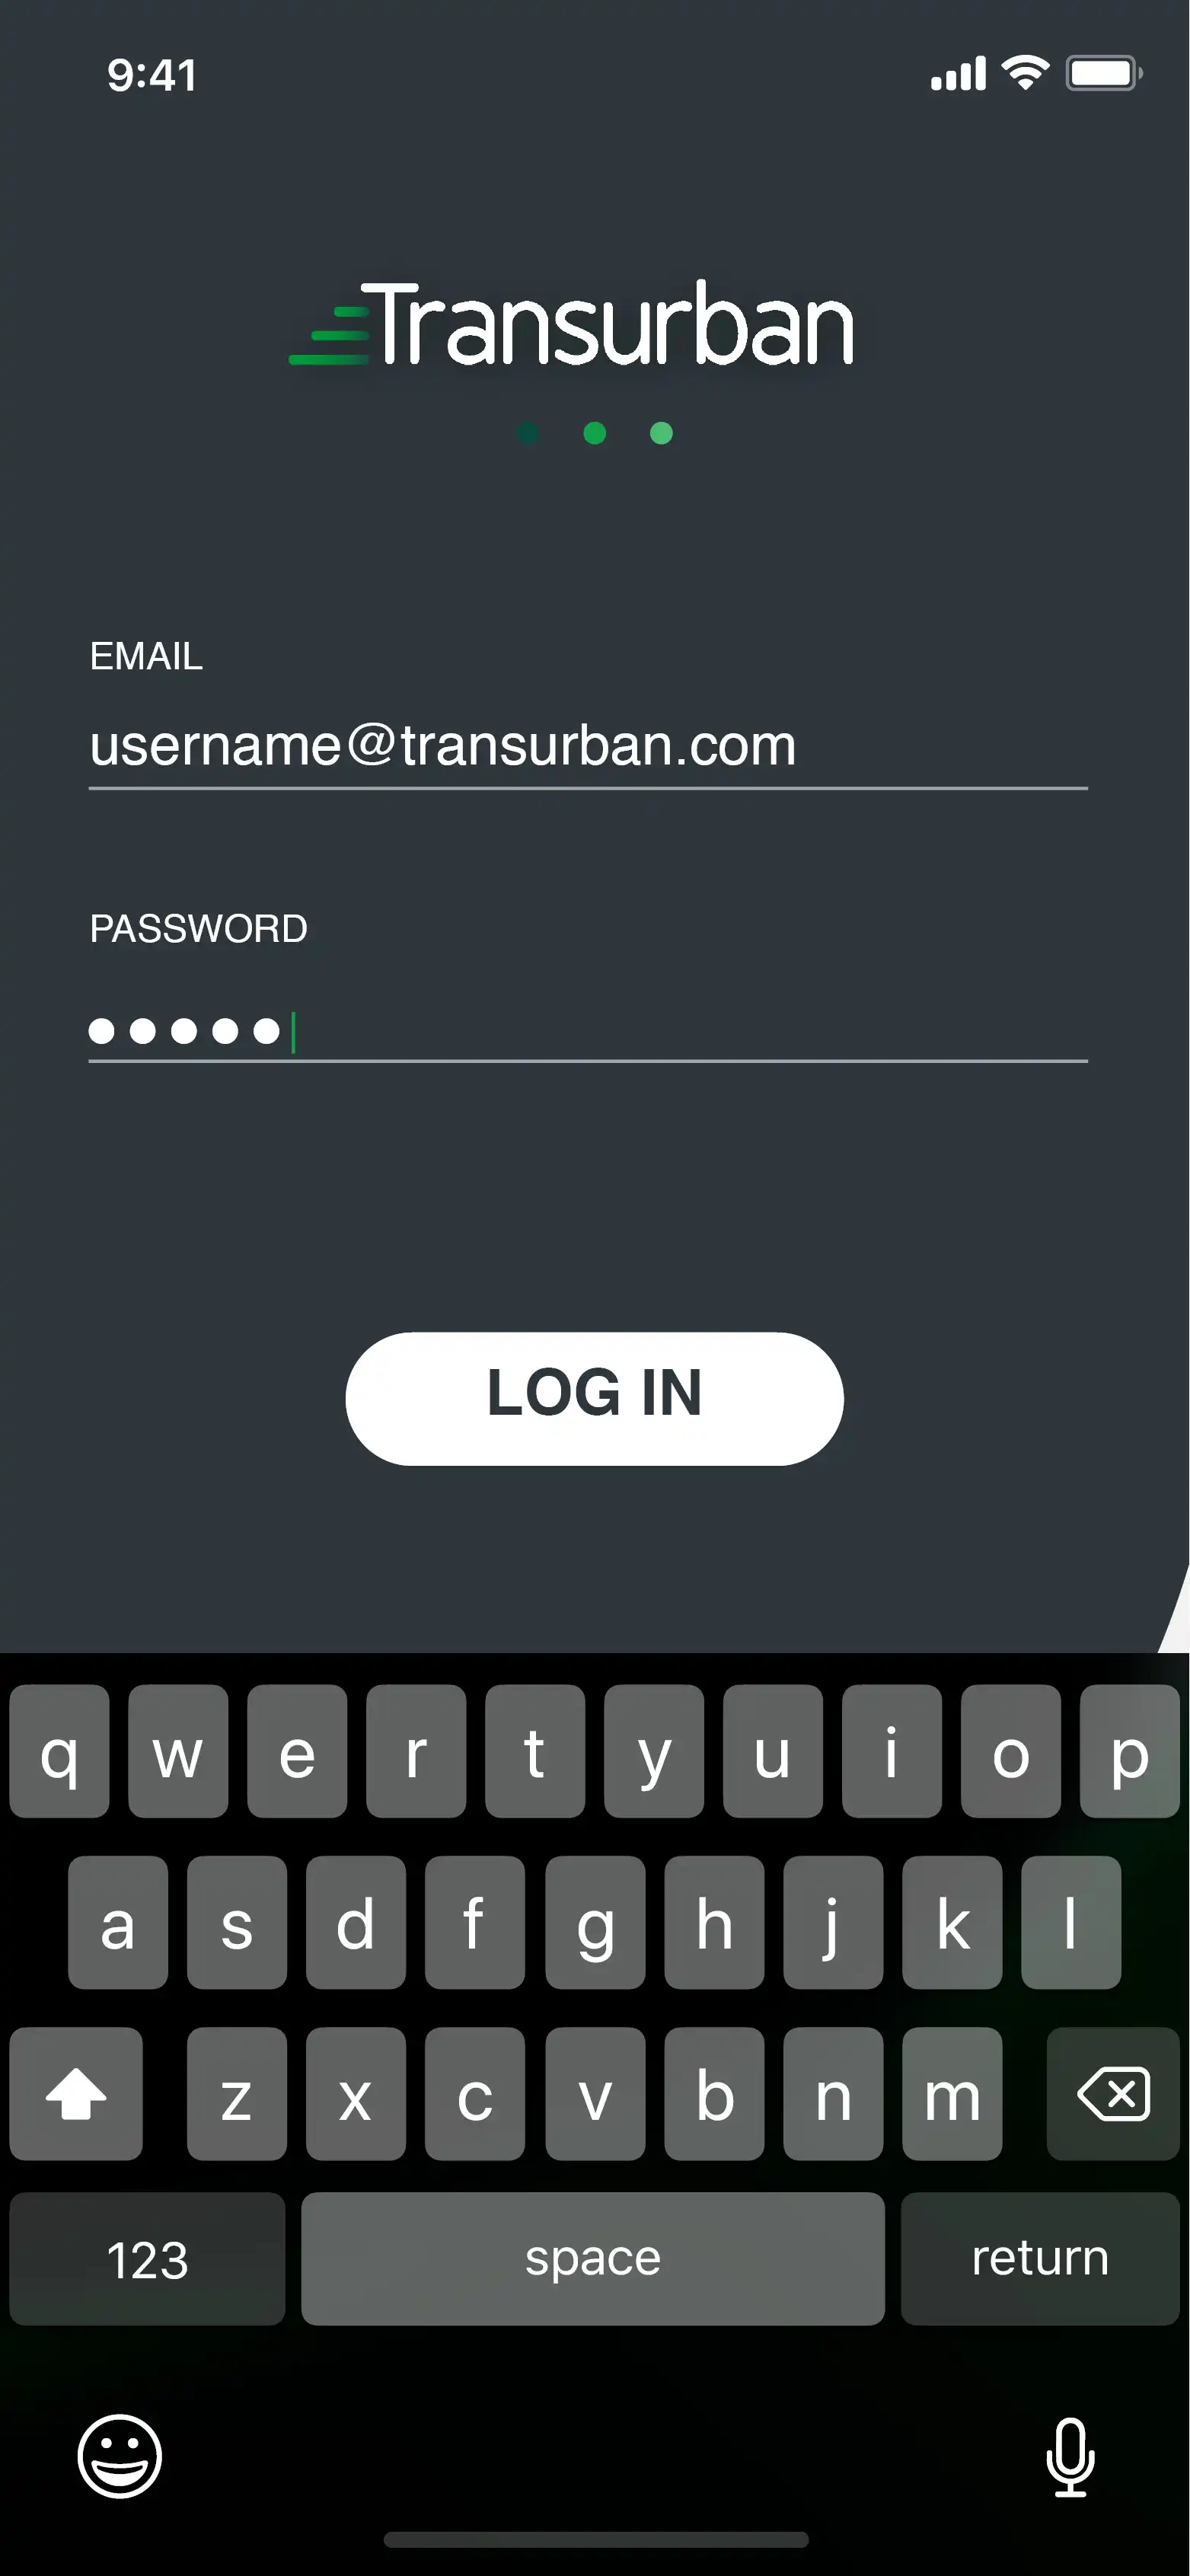 9:41
Transurban
EMAIL
username@transurban.com
PASSWORD
LOG IN
q w e r t y u i o p
a s d f g h j k l
z x c v b n m
123 space return